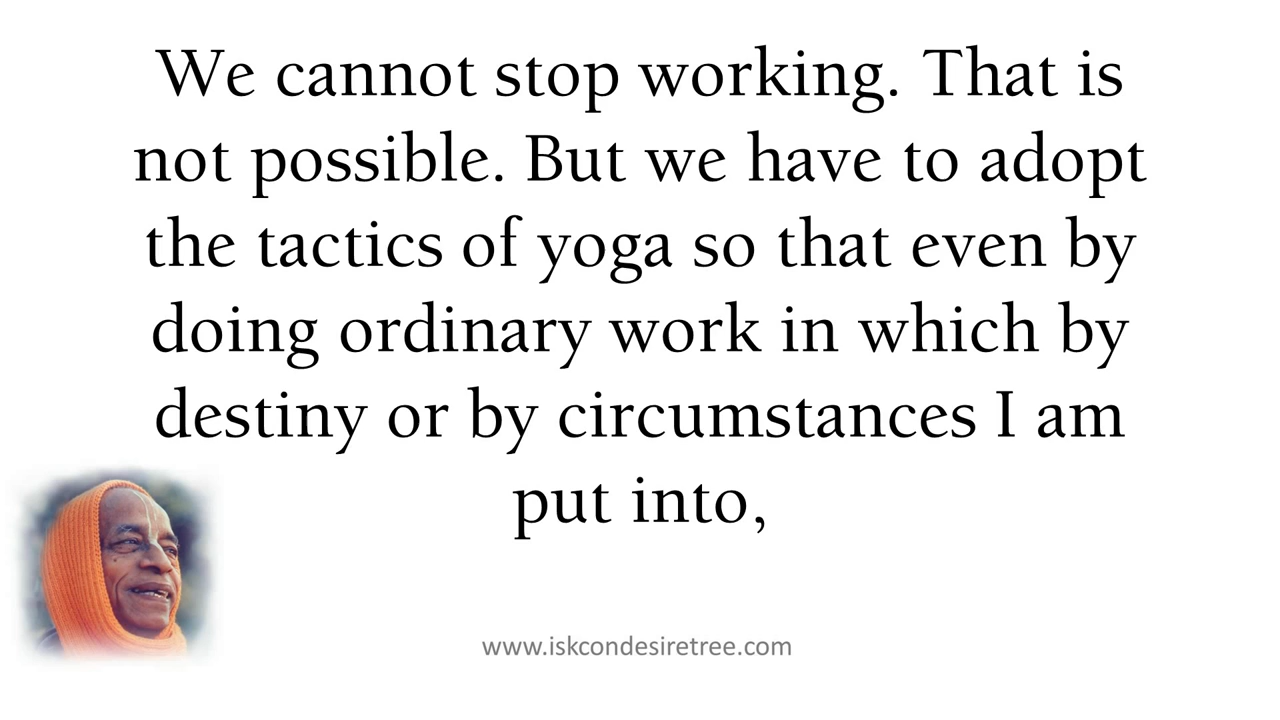 We cannot stop working. That is
not possible. But we have to adopt
the tactics of yoga so that even by
doing ordinary work in which by
destiny or by circumstances I am
put into,
www.iskcondesiretree.com